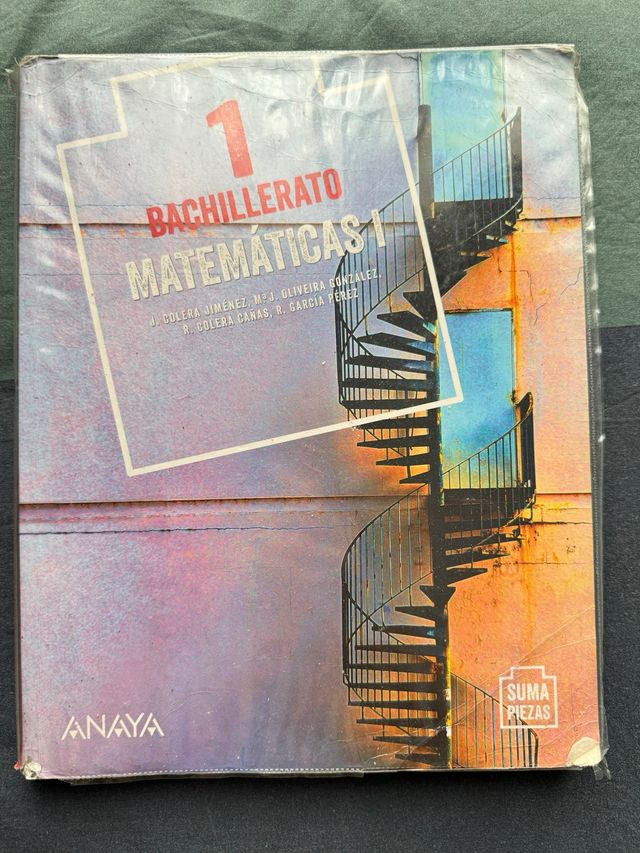 1
BACHILLERATO
MATEMÁTICAS I
J. COLERA JIMÉNEZ, Mª J. OLIVEIRA GONZÁLEZ,
R. COLERA CAÑAS, R. GARCÍA PÉREZ
ANAYA
SUMA
PIEZAS